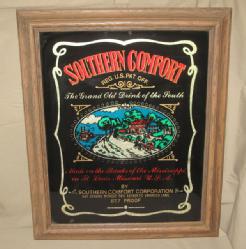 SOUTHERN COMFORT
REG. U.S. PAT. OFF.
The Grand Old Drink of the South
Made on the Banks of the Mississippi
in St. Louis Missouri U.S.A.
BY
SOUTHERN COMFORT CORPORATION
PROOF